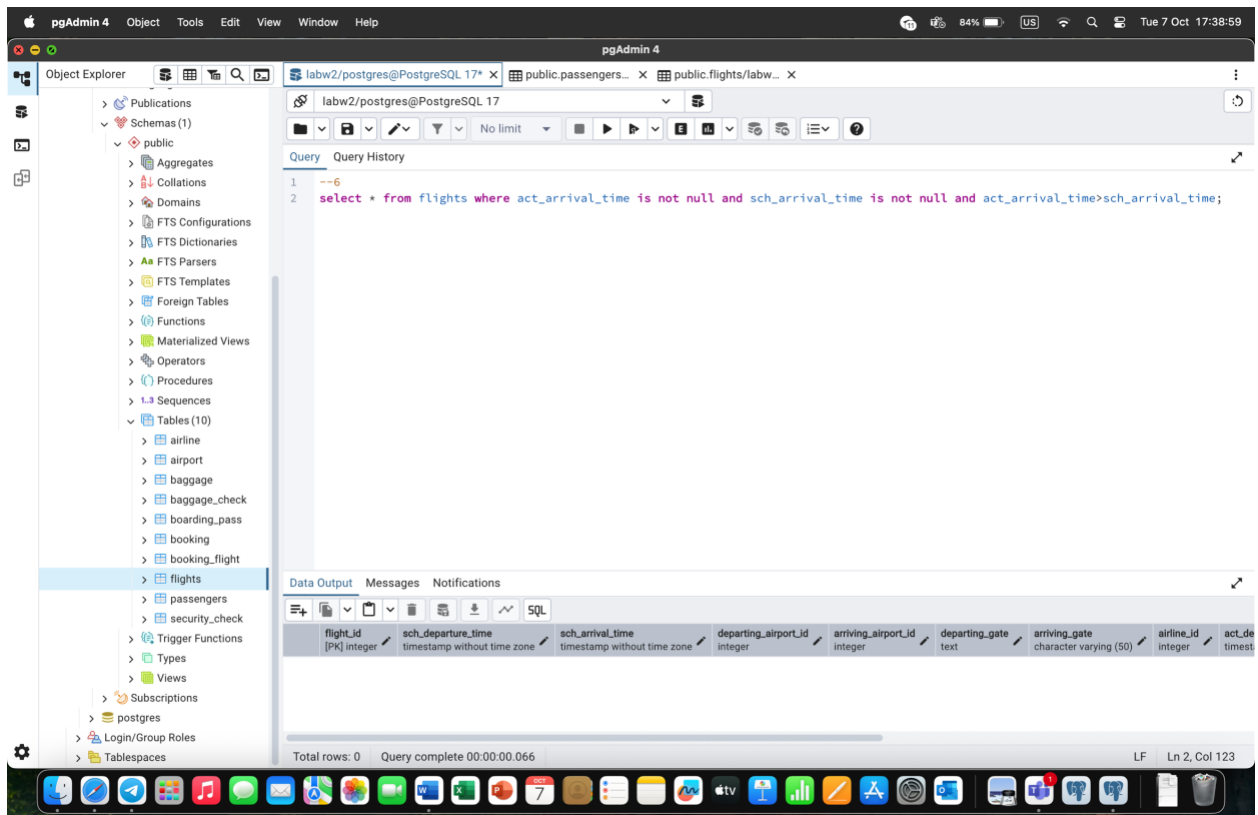 pgAdmin 4 Object Tools Edit View Window Help 84% US Tue 7 Oct 17:38:59
pgAdmin 4
Object Explorer
labw2/postgres@PostgreSQL 17* public.passengers... public.flights/labw...
Publications
Schemas (1)
public
Aggregates
Collations
Domains
FTS Configurations
FTS Dictionaries
FTS Parsers
FTS Templates
Foreign Tables
Functions
Materialized Views
Operators
Procedures
1..3 Sequences
Tables (10)
airline
airport
baggage
baggage_check
boarding_pass
booking
booking_flight
flights
passengers
security_check
Trigger Functions
Types
Views
Subscriptions
postgres
Login/Group Roles
Tablespaces
labw2/postgres@PostgreSQL 17
No limit E
Query Query History
1 --6
2 select * from flights where act_arrival_time is not null and sch_arrival_time is not null and act_arrival_time>sch_arrival_time;
Data Output Messages Notifications
SQL
flight_id sch_departure_time sch_arrival_time departing_airport_id arriving_airport_id departing_gate arriving_gate airline_id act_de
[PK] integer timestamp without time zone timestamp without time zone integer integer text character varying (50) integer timest
Total rows: 0 Query complete 00:00:00.066 LF Ln 2, Col 123
OCT
7
tv
1